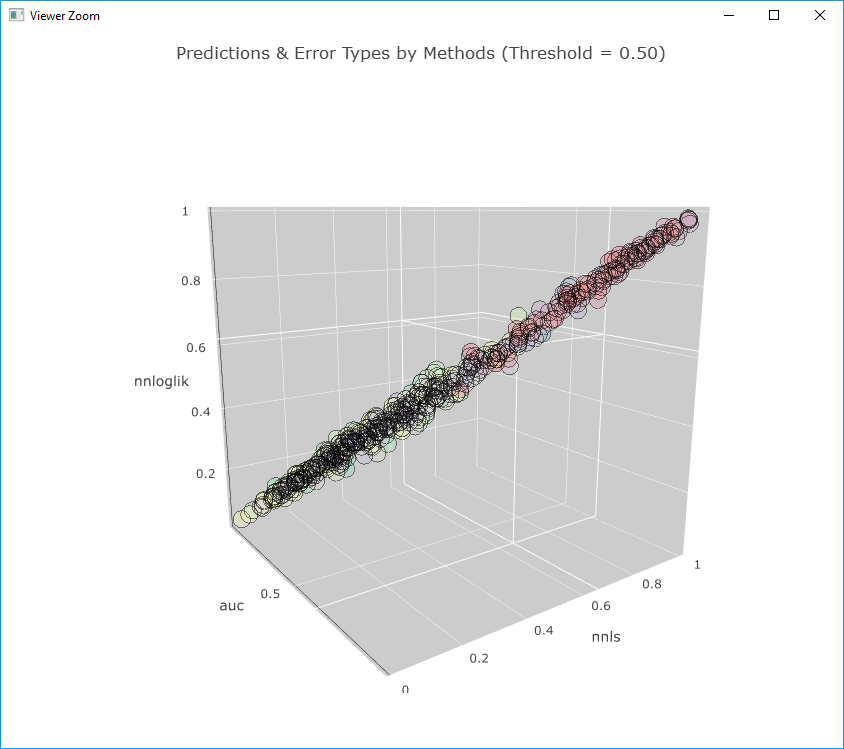 Viewer Zoom
Predictions & Error Types by Methods (Threshold = 0.50)
1
0.8
0.6
nnloglik
0.4
0.2
0.5
auc
1
0.8
0.6
nnls
0.4
0.2
0